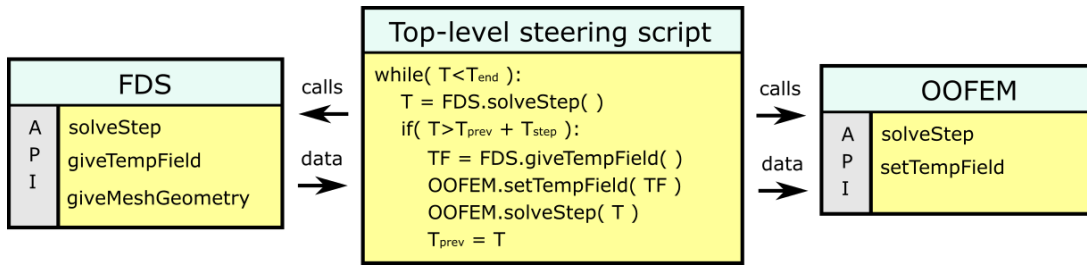 FDS
A
P
I
solveStep
giveTempField
giveMeshGeometry
calls
data
Top-level steering script
while( T<Tend ):
T = FDS.solveStep( )
if( T>Tprev + Tstep ):
TF = FDS.giveTempField( )
OOFEM.setTempField( TF )
OOFEM.solveStep( T )
Tprev = T
calls
data
OOFEM
A
P
I
solveStep
setTempField